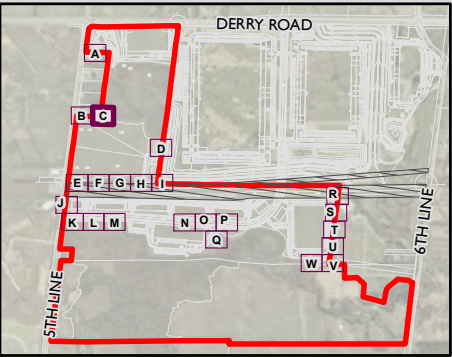 DERRY ROAD
A
B C
D
E F G H I
J
R
K L M
N O P
S
T
Q
U
W V
5TH LINE
6TH LINE